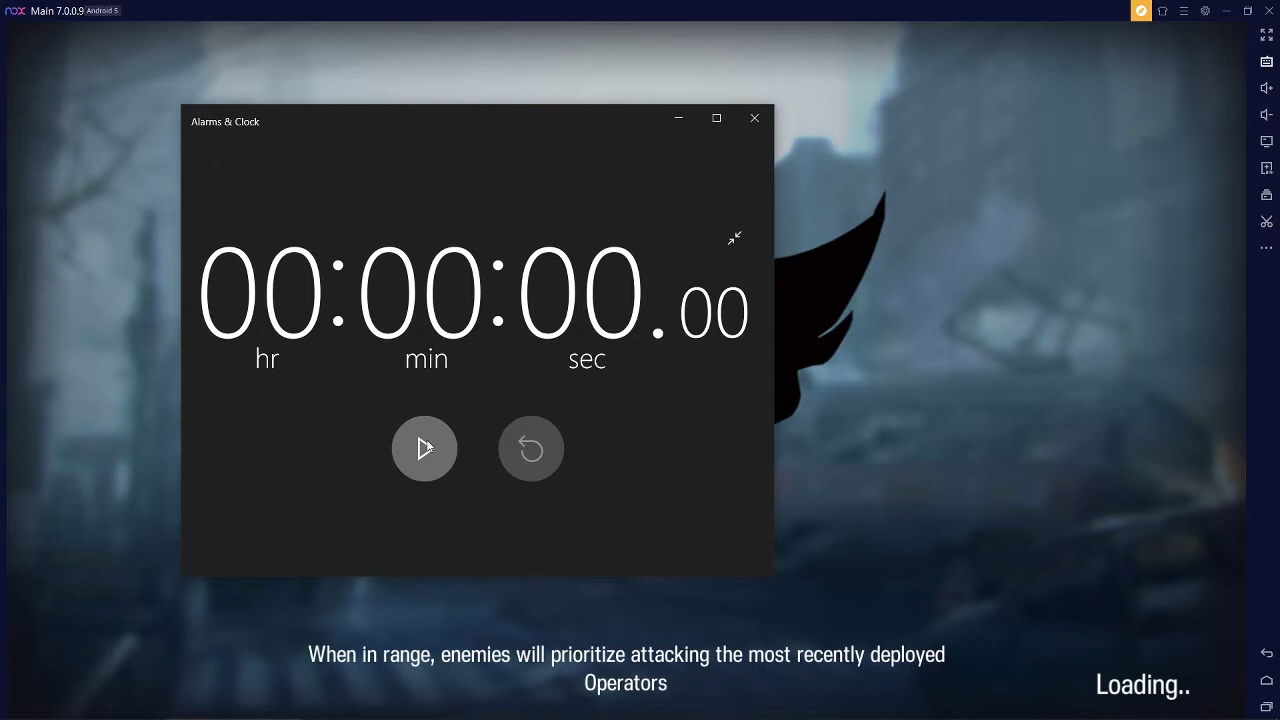 nox Main 7.0.0.9 Android 5
Alarms & Clock
00:00:00.00
hr min sec
When in range, enemies will prioritize attacking the most recently deployed
Operators
Loading..